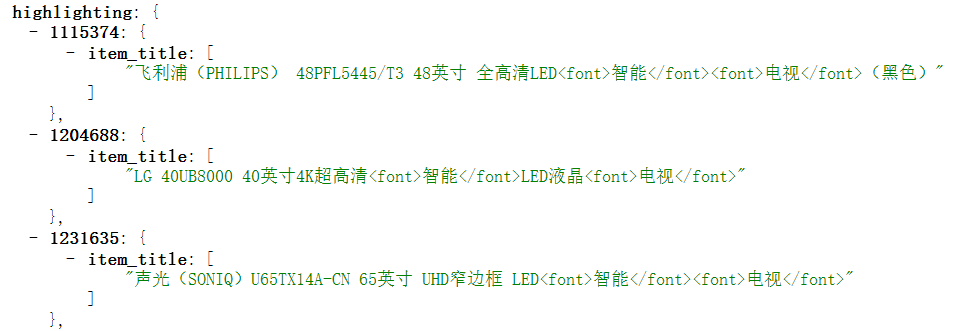 highlighting: {
- 1115374: {
- item_title: [
"飞利浦（PHILIPS） 48PFL5445/T3 48英寸 全高清LED<font>智能</font><font>电视</font>（黑色）"
]
},
- 1204688: {
- item_title: [
"LG 40UB8000 40英寸4K超高清<font>智能</font>LED液晶<font>电视</font>"
]
},
- 1231635: {
- item_title: [
"声光（SONIQ）U65TX14A-CN 65英寸 UHD窄边框 LED<font>智能</font><font>电视</font>"
]
},